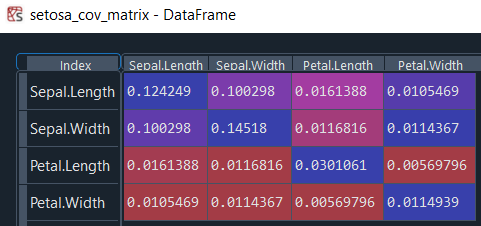 setosa_cov_matrix - DataFrame
Index Sepal.Length Sepal.Width Petal.Length Petal.Width
Sepal.Length 0.124249 0.100298 0.0161388 0.0105469
Sepal.Width 0.100298 0.14518 0.0116816 0.0114367
Petal.Length 0.0161388 0.0116816 0.0301061 0.00569796
Petal.Width 0.0105469 0.0114367 0.00569796 0.0114939